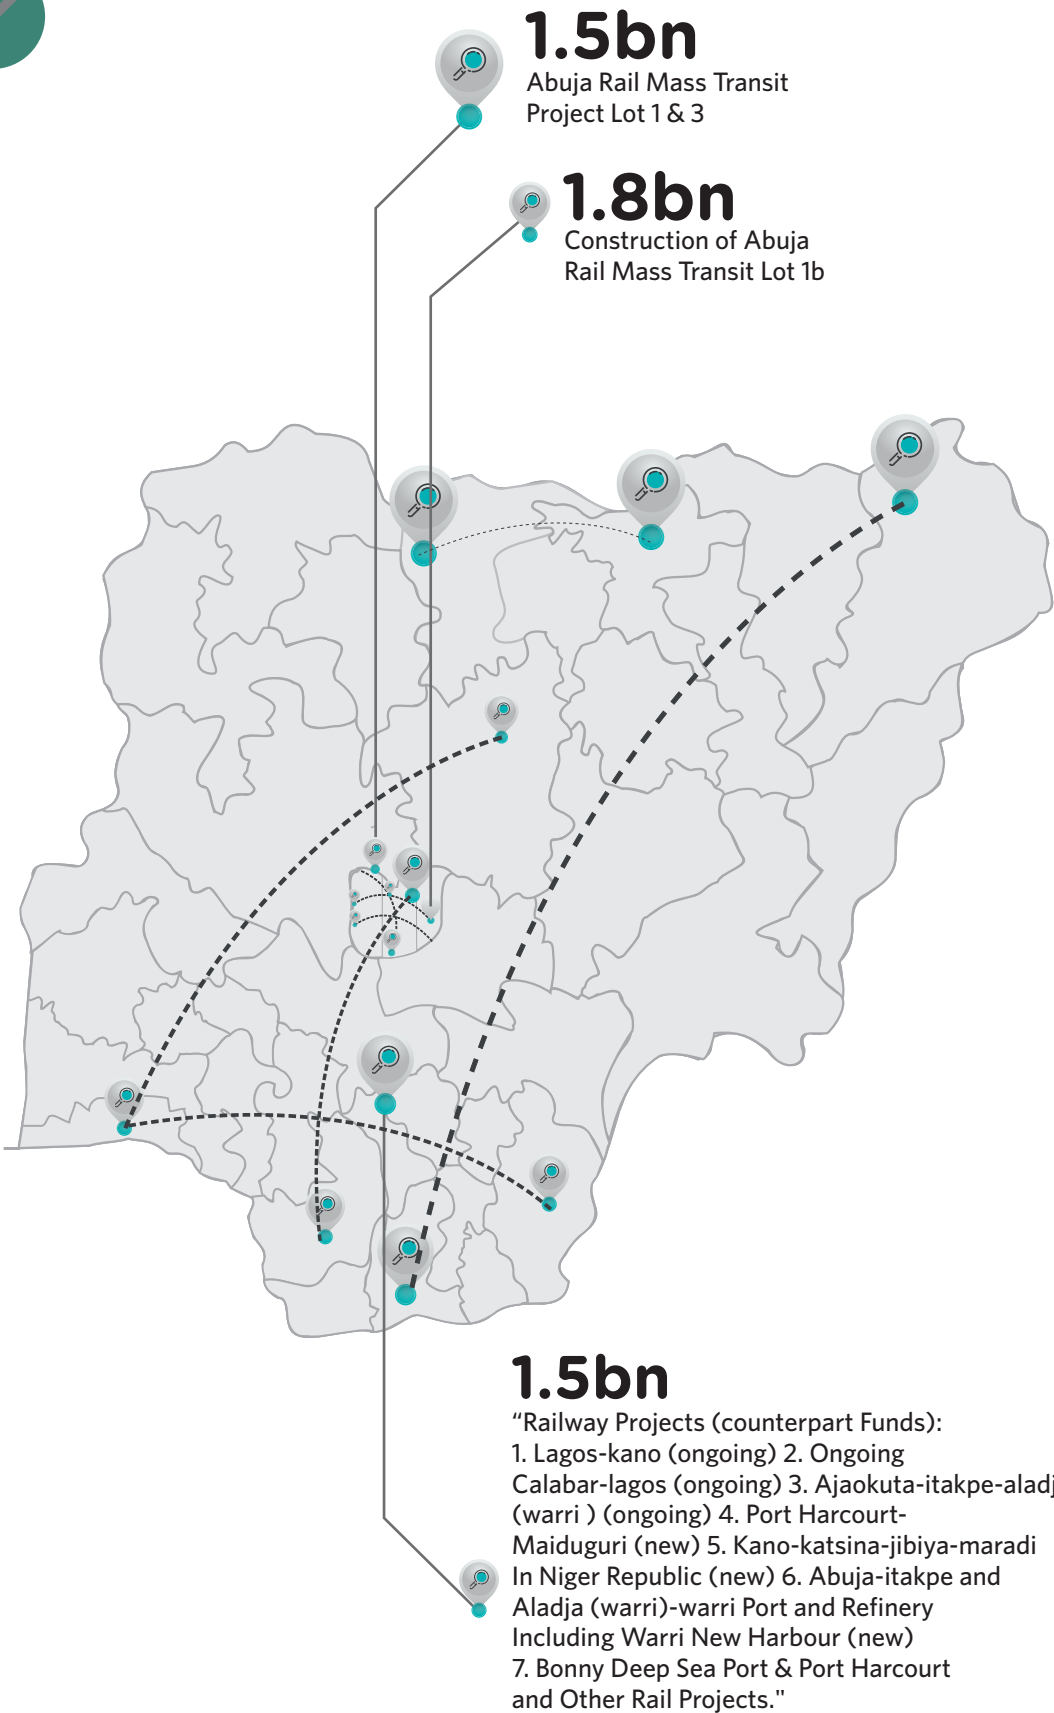 1.5bn
Abuja Rail Mass Transit
Project Lot 1 & 3
1.8bn
Construction of Abuja
Rail Mass Transit Lot 1b
1.5bn
“Railway Projects (counterpart Funds):
1. Lagos-kano (ongoing) 2. Ongoing
Calabar-lagos (ongoing) 3. Ajaokuta-itakpe-aladj
(warri ) (ongoing) 4. Port Harcourt-
Maiduguri (new) 5. Kano-katsina-jibiya-maradi
In Niger Republic (new) 6. Abuja-itakpe and
Aladja (warri)-warri Port and Refinery
Including Warri New Harbour (new)
7. Bonny Deep Sea Port & Port Harcourt
and Other Rail Projects."